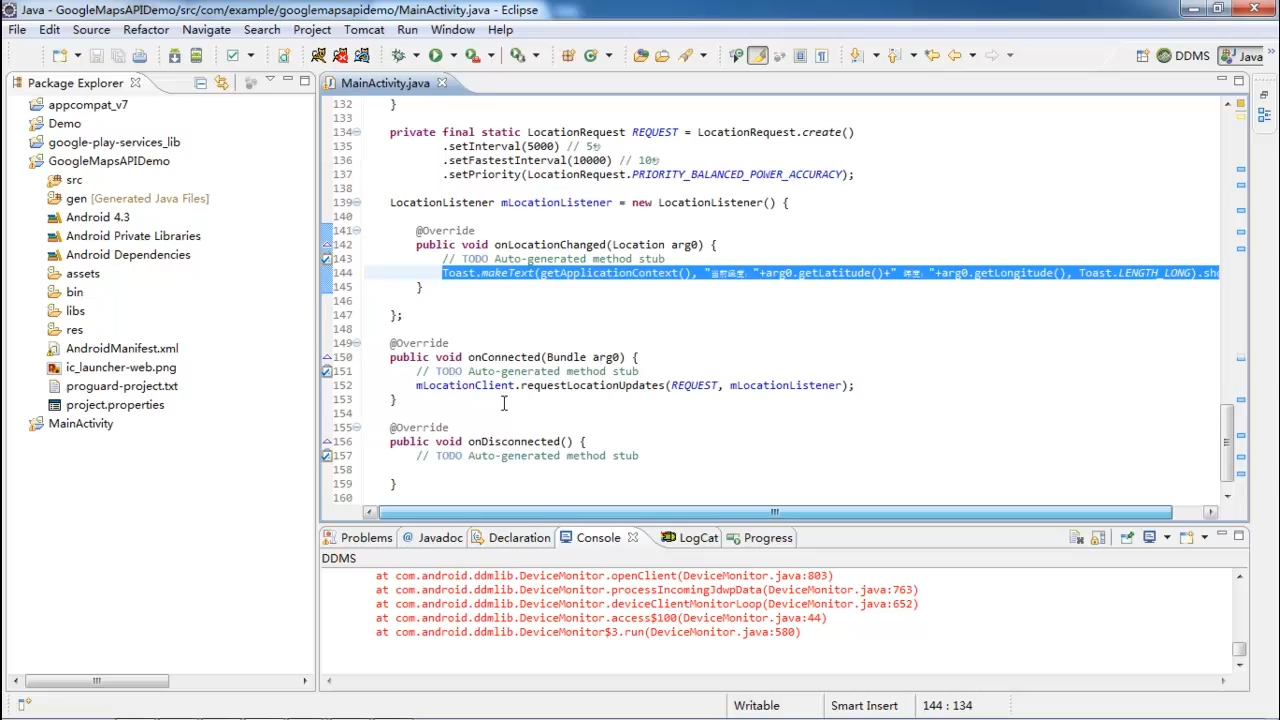 Java - GoogleMapsAPIDemo/src/com/example/googlemapsapidemo/MainActivity.java - Eclipse
File Edit Source Refactor Navigate Search Project Tomcat Run Window Help
DDMS Java
Package Explorer
appcompat_v7
Demo
google-play-services_lib
GoogleMapsAPIDemo
src
gen [Generated Java Files]
Android 4.3
Android Private Libraries
Android Dependencies
assets
bin
libs
res
AndroidManifest.xml
ic_launcher-web.png
proguard-project.txt
project.properties
MainActivity
MainActivity.java
132 }
133
134 private final static LocationRequest REQUEST = LocationRequest.create()
135 .setInterval(5000) // 5
136 .setFastestInterval(10000) // 10
137 .setPriority(LocationRequest.PRIORITY_BALANCED_POWER_ACCURACY);
138
139 LocationListener mLocationListener = new LocationListener() {
140
141 @Override
142 public void onLocationChanged(Location arg0) {
143 // TODO Auto-generated method stub
144 Toast.makeText(getApplicationContext(), "当前"+arg0.getLatitude()+" "+arg0.getLongitude(), Toast.LENGTH_LONG).sho
145 }
146
147 };
148
149 @Override
150 public void onConnected(Bundle arg0) {
151 // TODO Auto-generated method stub
152 mLocationClient.requestLocationUpdates(REQUEST, mLocationListener);
153 }
154
155 @Override
156 public void onDisconnected() {
157 // TODO Auto-generated method stub
158
159 }
160
Problems @ Javadoc Declaration Console LogCat Progress
DDMS
at com.android.ddmlib.DeviceMonitor.openClient(DeviceMonitor.java:803)
at com.android.ddmlib.DeviceMonitor.processIncomingJdwpData(DeviceMonitor.java:763)
at com.android.ddmlib.DeviceMonitor.deviceClientMonitorLoop(DeviceMonitor.java:652)
at com.android.ddmlib.DeviceMonitor.access$100(DeviceMonitor.java:44)
at com.android.ddmlib.DeviceMonitor$3.run(DeviceMonitor.java:580)
Writable Smart Insert 144 : 134